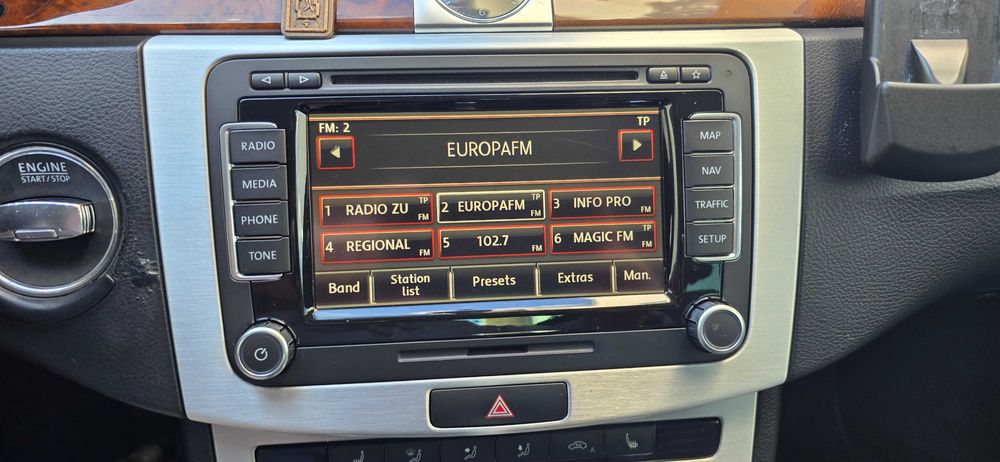 ENGINE
START/STOP
RADIO
MEDIA
PHONE
TONE
FM: 2
TP
EUROPAFM
1 RADIO ZU TP FM
2 EUROPAFM TP FM
3 INFO PRO FM
4 REGIONAL FM
5 102.7 FM
6 MAGIC FM TP FM
Band
Station list
Presets
Extras
Man.
MAP
NAV
TRAFFIC
SETUP
A